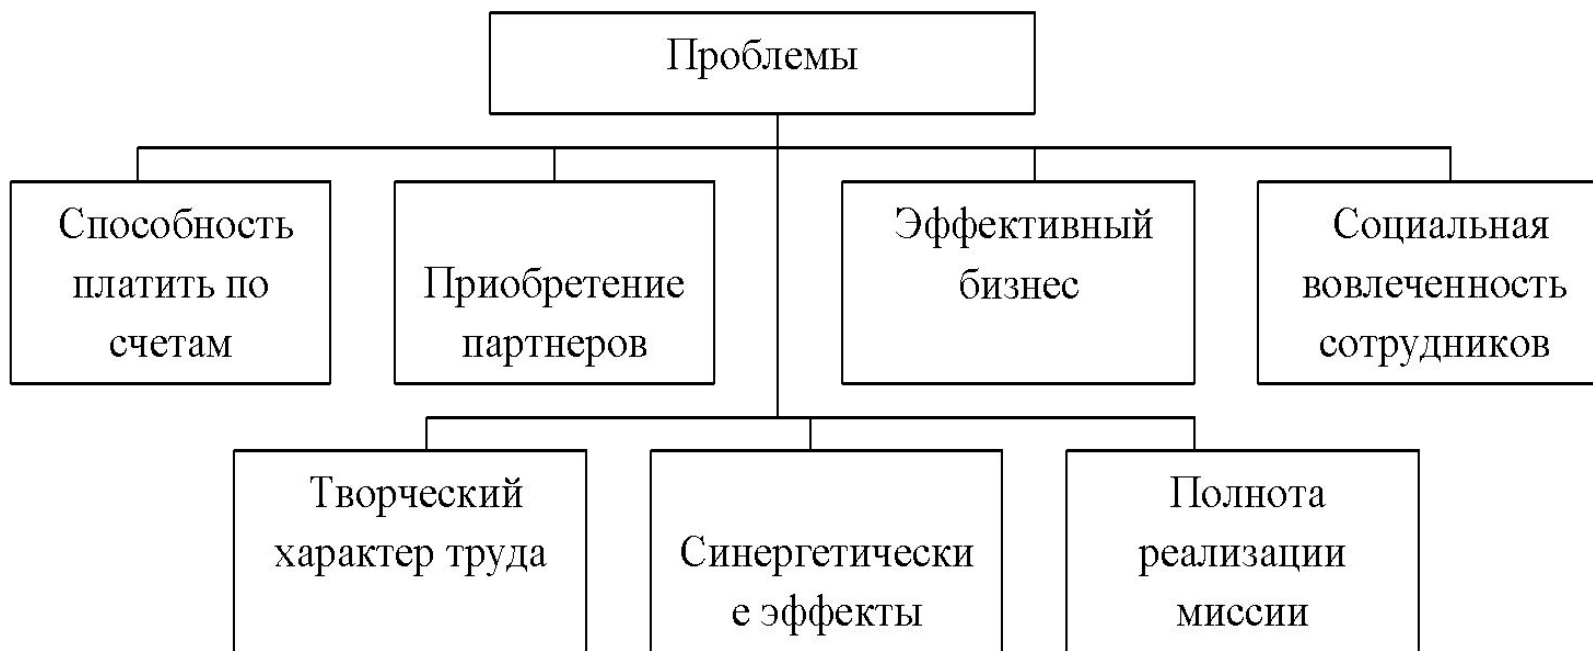 Проблемы
Способность
платить по
счетам
Приобретение
партнеров
Эффективный
бизнес
Социальная
вовлеченность
сотрудников
Творческий
характер труда
Синергетически
е эффекты
Полнота
реализации
миссии